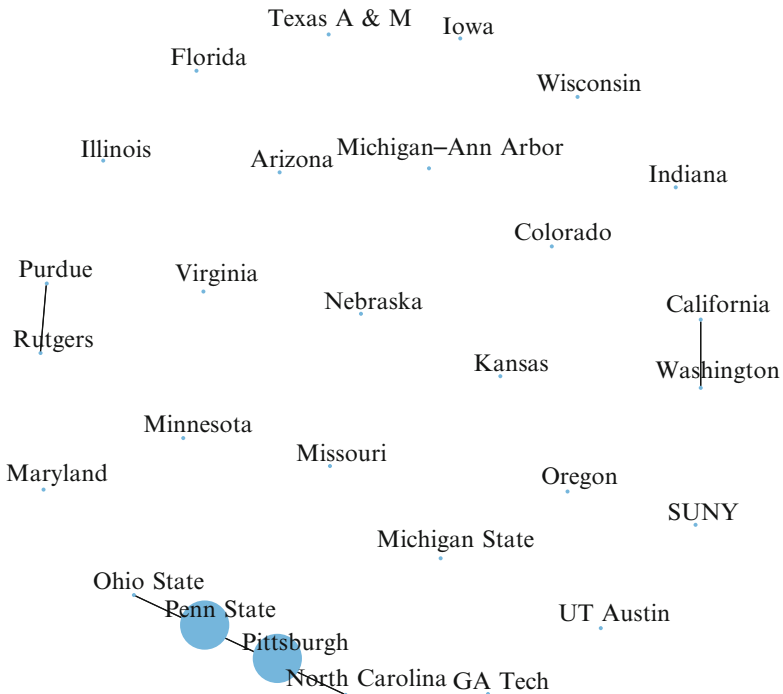 Texas A & M
Iowa
Florida
Wisconsin
Illinois
Arizona
Michigan–Ann Arbor
Indiana
Colorado
Purdue
Virginia
Nebraska
California
Rutgers
Kansas
Washington
Minnesota
Missouri
Maryland
Oregon
SUNY
Michigan State
Ohio State
Penn State
UT Austin
Pittsburgh
North Carolina
GA Tech